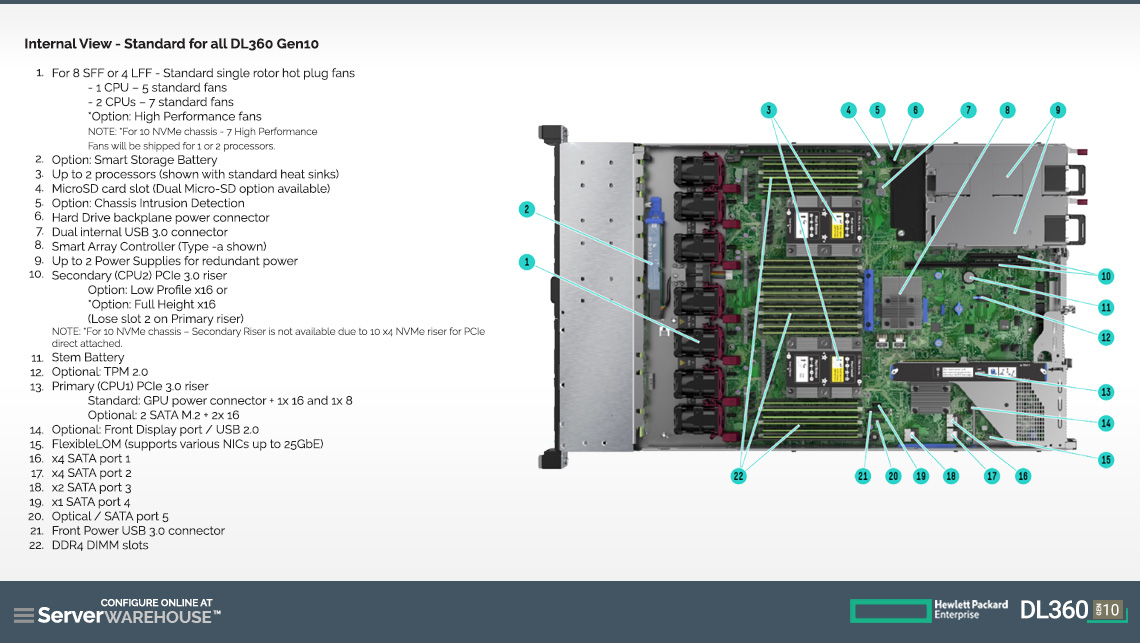 Internal View - Standard for all DL360 Gen10
1. For 8 SFF or 4 LFF - Standard single rotor hot plug fans
- 1 CPU – 5 standard fans
- 2 CPUs – 7 standard fans
*Option: High Performance fans
NOTE: *For 10 NVMe chassis - 7 High Performance
Fans will be shipped for 1 or 2 processors.
2. Option: Smart Storage Battery
3. Up to 2 processors (shown with standard heat sinks)
4. MicroSD card slot (Dual Micro-SD option available)
5. Option: Chassis Intrusion Detection
6. Hard Drive backplane power connector
7. Dual internal USB 3.0 connector
8. Smart Array Controller (Type -a shown)
9. Up to 2 Power Supplies for redundant power
10. Secondary (CPU2) PCIe 3.0 riser
Option: Low Profile x16 or
*Option: Full Height x16
(Lose slot 2 on Primary riser)
NOTE: *For 10 NVMe chassis – Secondary Riser is not available due to 10 x4 NVMe riser for PCIe
direct attached.
11. Stem Battery
12. Optional: TPM 2.0
13. Primary (CPU1) PCIe 3.0 riser
Standard: GPU power connector + 1x 16 and 1x 8
Optional: 2 SATA M.2 + 2x 16
14. Optional: Front Display port / USB 2.0
15. FlexibleLOM (supports various NICs up to 25GbE)
16. x4 SATA port 1
17. x4 SATA port 2
18. x2 SATA port 3
19. x1 SATA port 4
20. Optical / SATA port 5
21. Front Power USB 3.0 connector
22. DDR4 DIMM slots
3 4 5 6 7 8 9
2
1
10
11
12
13
14
15
22 21 20 19 18 17 16
CONFIGURE ONLINE AT
ServerWAREHOUSE™
Hewlett Packard
Enterprise
DL360 GEN 10